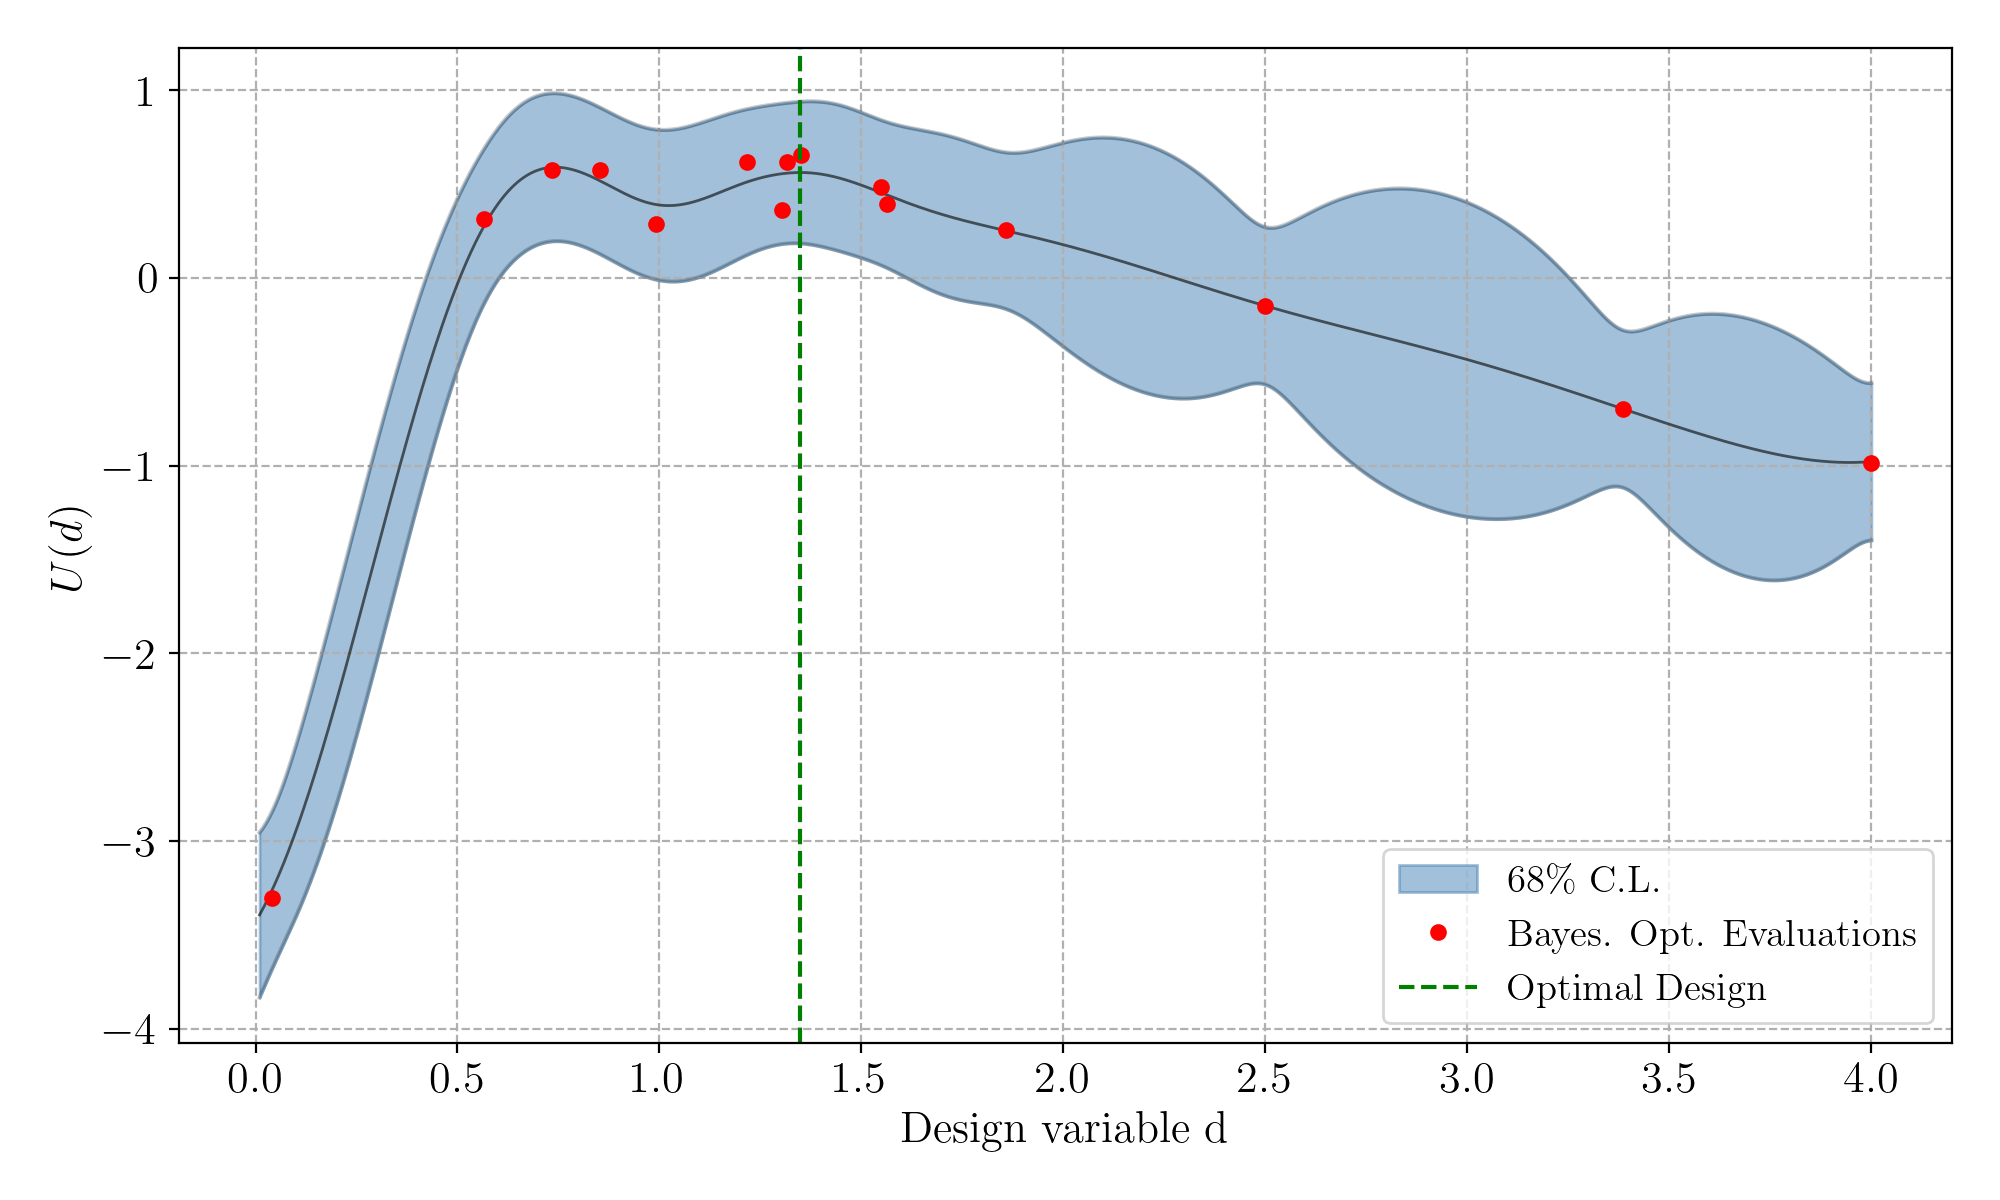 1
0
−1
−2
−3
−4
U(d)
0.0 0.5 1.0 1.5 2.0 2.5 3.0 3.5 4.0
Design variable d
68% C.L.
Bayes. Opt. Evaluations
Optimal Design